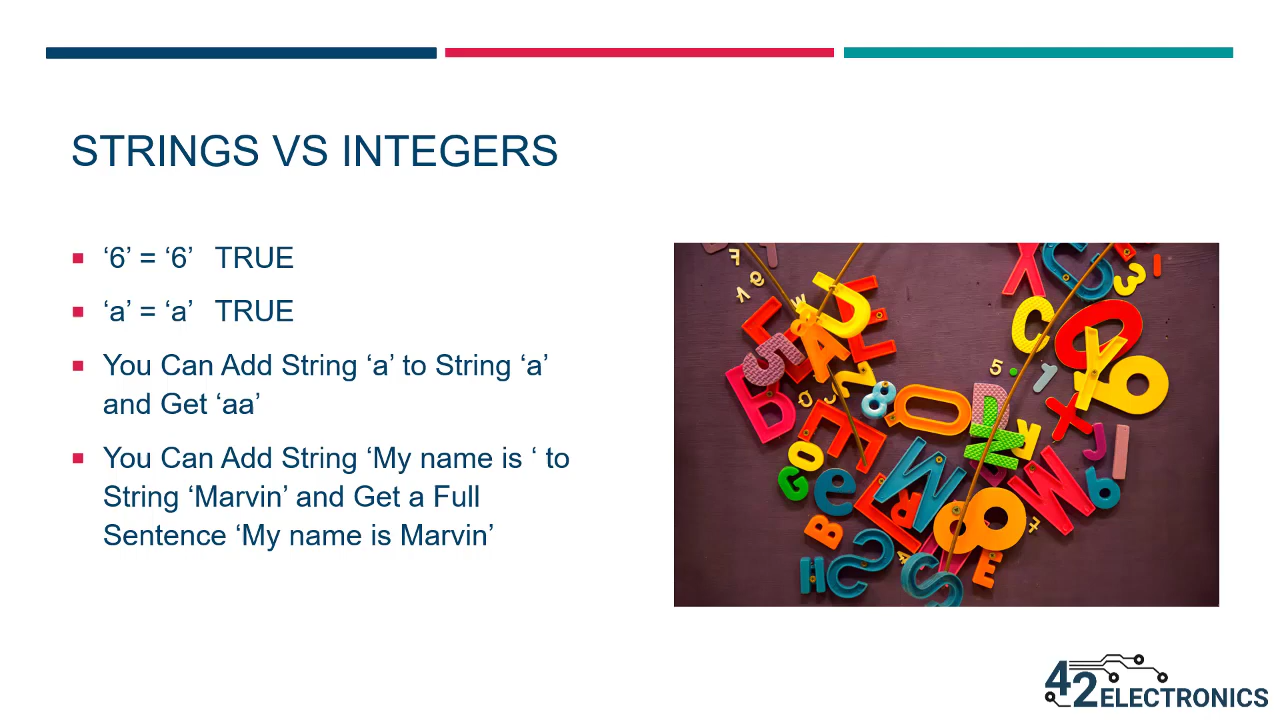 STRINGS VS INTEGERS
‘6’ = ‘6’ TRUE
‘a’ = ‘a’ TRUE
You Can Add String ‘a’ to String ‘a’
and Get ‘aa’
You Can Add String ‘My name is ‘ to
String ‘Marvin’ and Get a Full
Sentence ‘My name is Marvin’
42ELECTRONICS